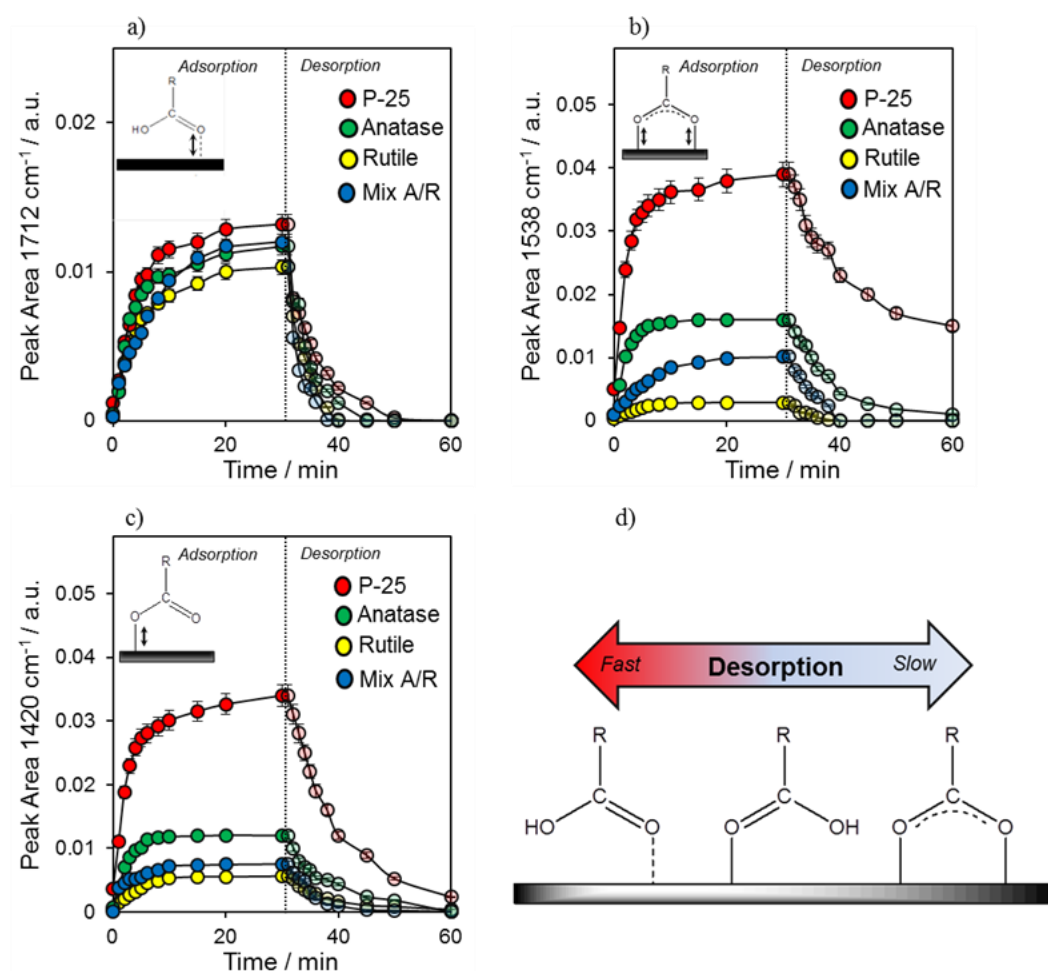 a)
Peak Area 1712 cm⁻¹ / a.u.
0.02
0.01
0
Adsorption
Desorption
R
C
HO
O
P-25
Anatase
Rutile
Mix A/R
0 20 40 60
Time / min
b)
Peak Area 1538 cm⁻¹ / a.u.
0.05
0.04
0.03
0.02
0.01
0
Adsorption
Desorption
R
C
O O
P-25
Anatase
Rutile
Mix A/R
0 20 40 60
Time / min
c)
Peak Area 1420 cm⁻¹ / a.u.
0.05
0.04
0.03
0.02
0.01
0
Adsorption
Desorption
R
C
O O
P-25
Anatase
Rutile
Mix A/R
0 20 40 60
Time / min
d)
Fast Desorption Slow
R R R
C C C
HO O O OH O O